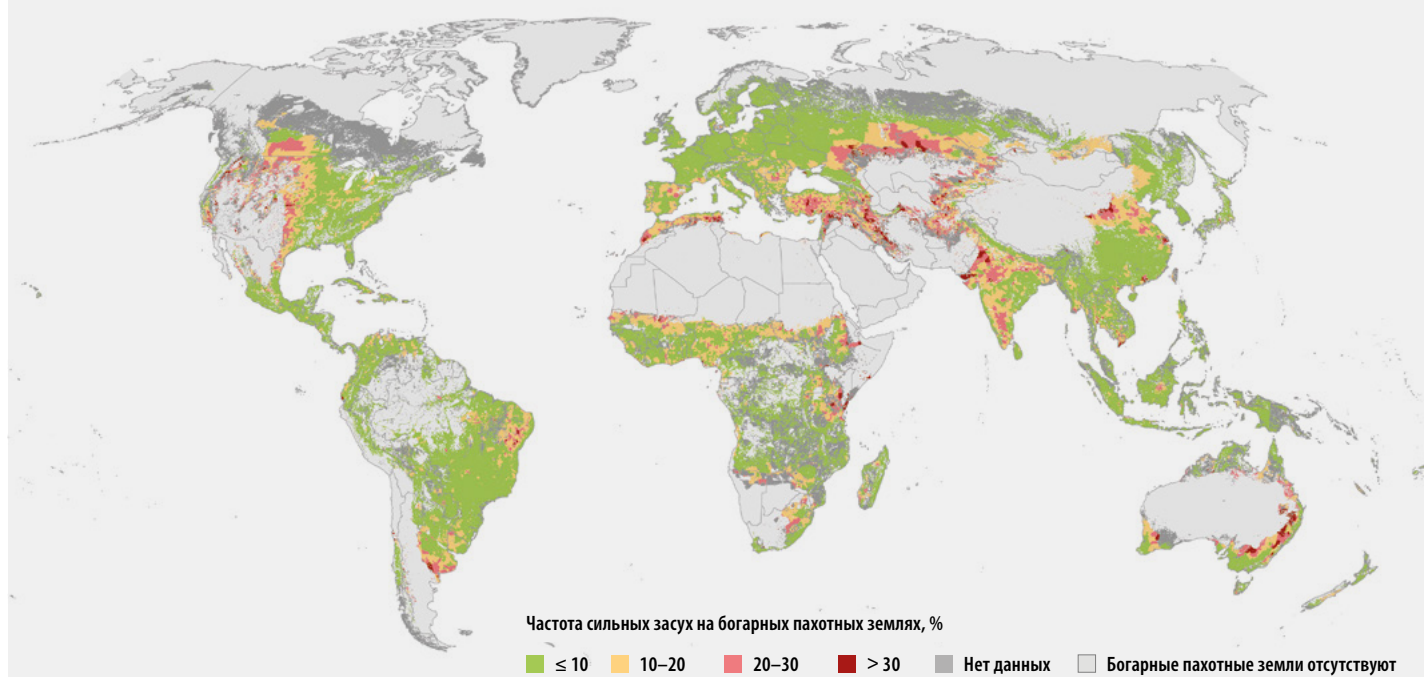 Частота сильных засух на богарных пахотных землях, %
≤ 10 10–20 20–30 > 30 Нет данных Богарные пахотные земли отсутствуют